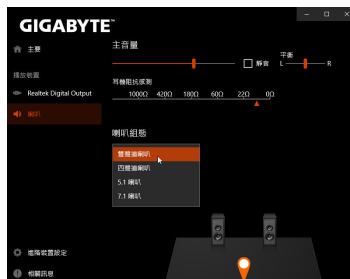 GIGABYTE™
主要
播放裝置
Realtek Digital Output
喇叭
主音量
靜音
平衡
L
R
耳機阻抗感測
1000Ω 420Ω 180Ω 60Ω 22Ω 0Ω
喇叭組態
雙聲道喇叭
四聲道喇叭
5.1 喇叭
7.1 喇叭
進階裝置設定
相關訊息